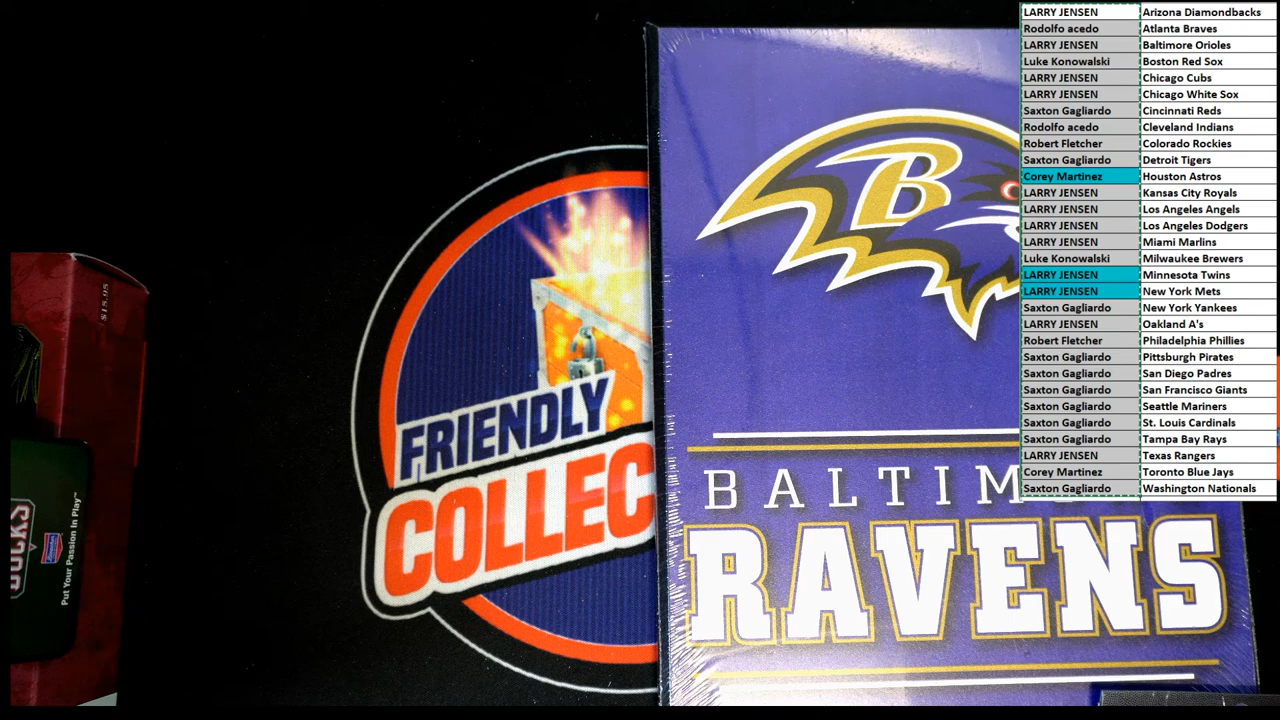 LARRY JENSEN Arizona Diamondbacks
Rodolfo acedo Atlanta Braves
LARRY JENSEN Baltimore Orioles
Luke Konowalski Boston Red Sox
LARRY JENSEN Chicago Cubs
LARRY JENSEN Chicago White Sox
Saxton Gagliardo Cincinnati Reds
Rodolfo acedo Cleveland Indians
Robert Fletcher Colorado Rockies
Saxton Gagliardo Detroit Tigers
Corey Martinez Houston Astros
LARRY JENSEN Kansas City Royals
LARRY JENSEN Los Angeles Angels
LARRY JENSEN Los Angeles Dodgers
LARRY JENSEN Miami Marlins
Luke Konowalski Milwaukee Brewers
LARRY JENSEN Minnesota Twins
LARRY JENSEN New York Mets
Saxton Gagliardo New York Yankees
LARRY JENSEN Oakland A's
Robert Fletcher Philadelphia Phillies
Saxton Gagliardo Pittsburgh Pirates
Saxton Gagliardo San Diego Padres
Saxton Gagliardo San Francisco Giants
Saxton Gagliardo Seattle Mariners
Saxton Gagliardo St. Louis Cardinals
Saxton Gagliardo Tampa Bay Rays
LARRY JENSEN Texas Rangers
Corey Martinez Toronto Blue Jays
Saxton Gagliardo Washington Nationals
B
BALTIM
RAVENS
FRIENDLY
COLLEC
$15.95
Put Your Passion In Play™